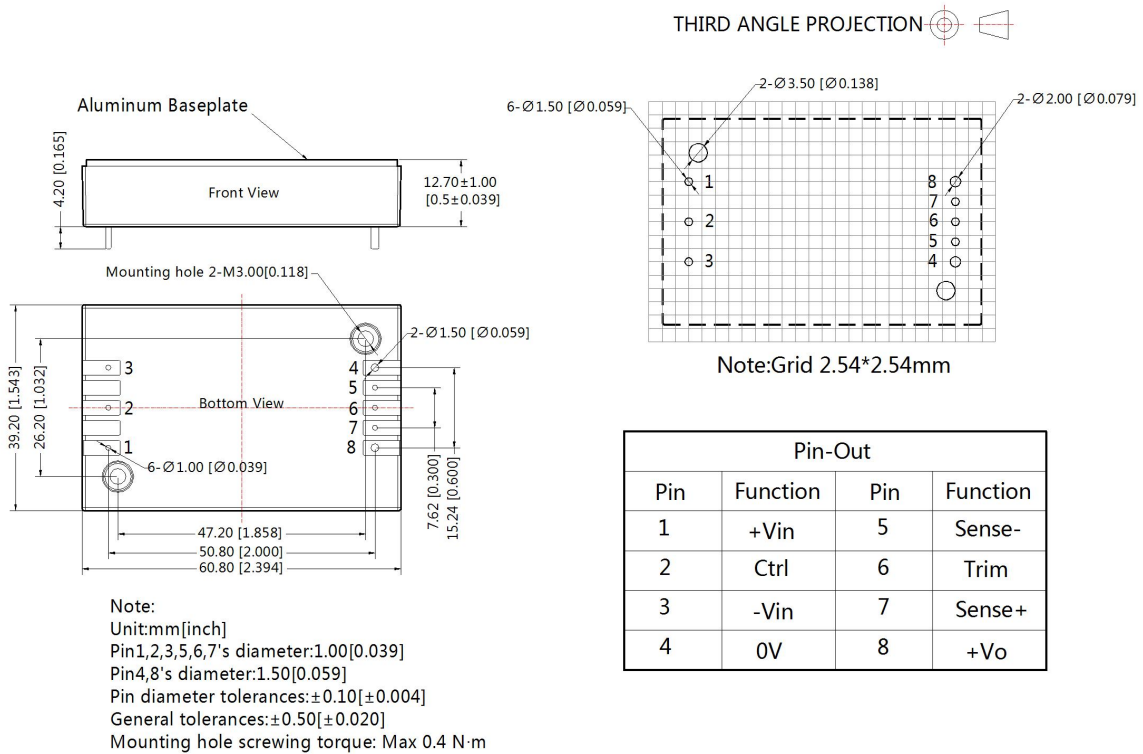 THIRD ANGLE PROJECTION
Aluminum Baseplate
4.20 [0.165]
Front View
12.70±1.00
[0.5±0.039]
Mounting hole 2-M3.00[0.118]
2-Ø1.50 [Ø0.059]
39.20 [1.543]
26.20 [1.032]
3
2
1
Bottom View
4
5
6
7
8
6-Ø1.00 [Ø0.039]
7.62 [0.300]
15.24 [0.600]
47.20 [1.858]
50.80 [2.000]
60.80 [2.394]
Note:
Unit:mm[inch]
Pin1,2,3,5,6,7's diameter:1.00[0.039]
Pin4,8's diameter:1.50[0.059]
Pin diameter tolerances:±0.10[±0.004]
General tolerances:±0.50[±0.020]
Mounting hole screwing torque: Max 0.4 N·m
6-Ø1.50 [Ø0.059]
2-Ø3.50 [Ø0.138]
2-Ø2.00 [Ø0.079]
1
2
3
8
7
6
5
4
Note:Grid 2.54*2.54mm
Pin-Out
Pin Function Pin Function
1 +Vin 5 Sense-
2 Ctrl 6 Trim
3 -Vin 7 Sense+
4 0V 8 +Vo